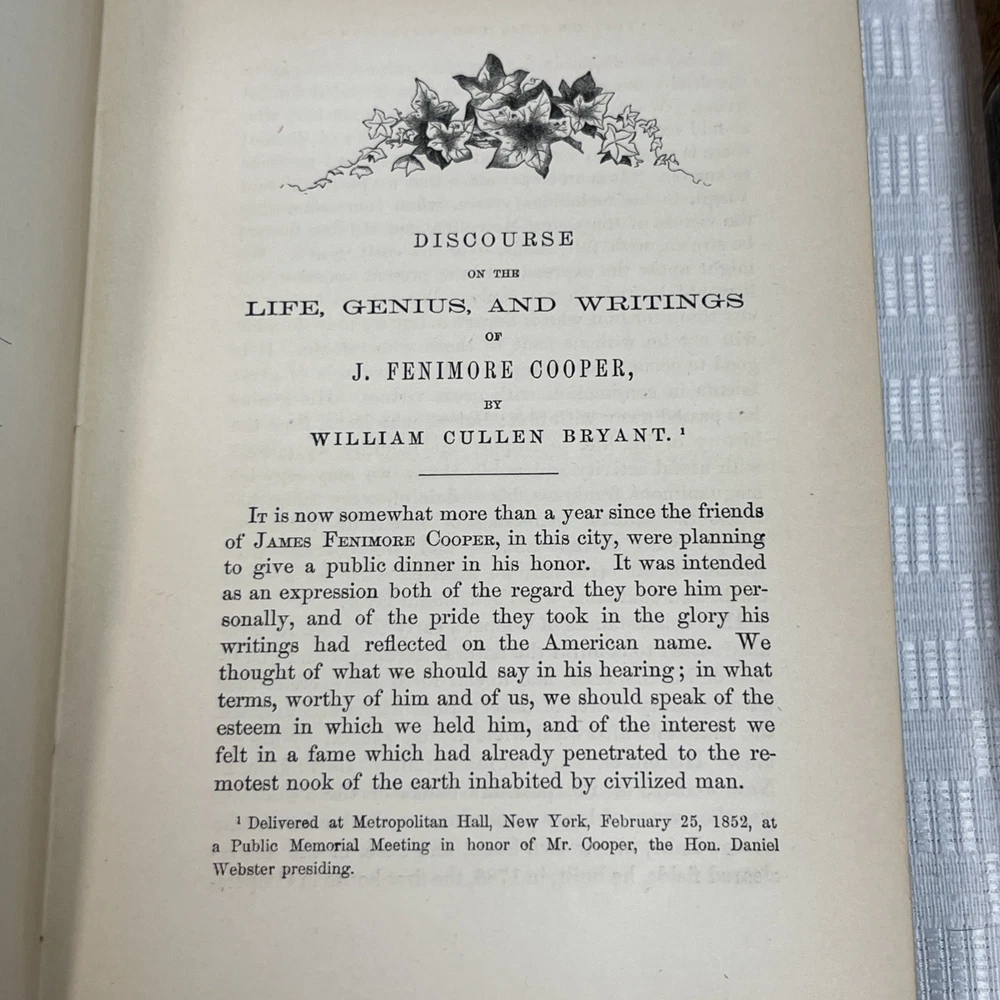 DISCOURSE
ON THE
LIFE, GENIUS, AND WRITINGS
OF
J. FENIMORE COOPER,
BY
WILLIAM CULLEN BRYANT. ¹
It is now somewhat more than a year since the friends
of James Fenimore Cooper, in this city, were planning
to give a public dinner in his honor. It was intended
as an expression both of the regard they bore him per-
sonally, and of the pride they took in the glory his
writings had reflected on the American name. We
thought of what we should say in his hearing; in what
terms, worthy of him and of us, we should speak of the
esteem in which we held him, and of the interest we
felt in a fame which had already penetrated to the re-
motest nook of the earth inhabited by civilized man.
¹ Delivered at Metropolitan Hall, New York, February 25, 1852, at
a Public Memorial Meeting in honor of Mr. Cooper, the Hon. Daniel
Webster presiding.